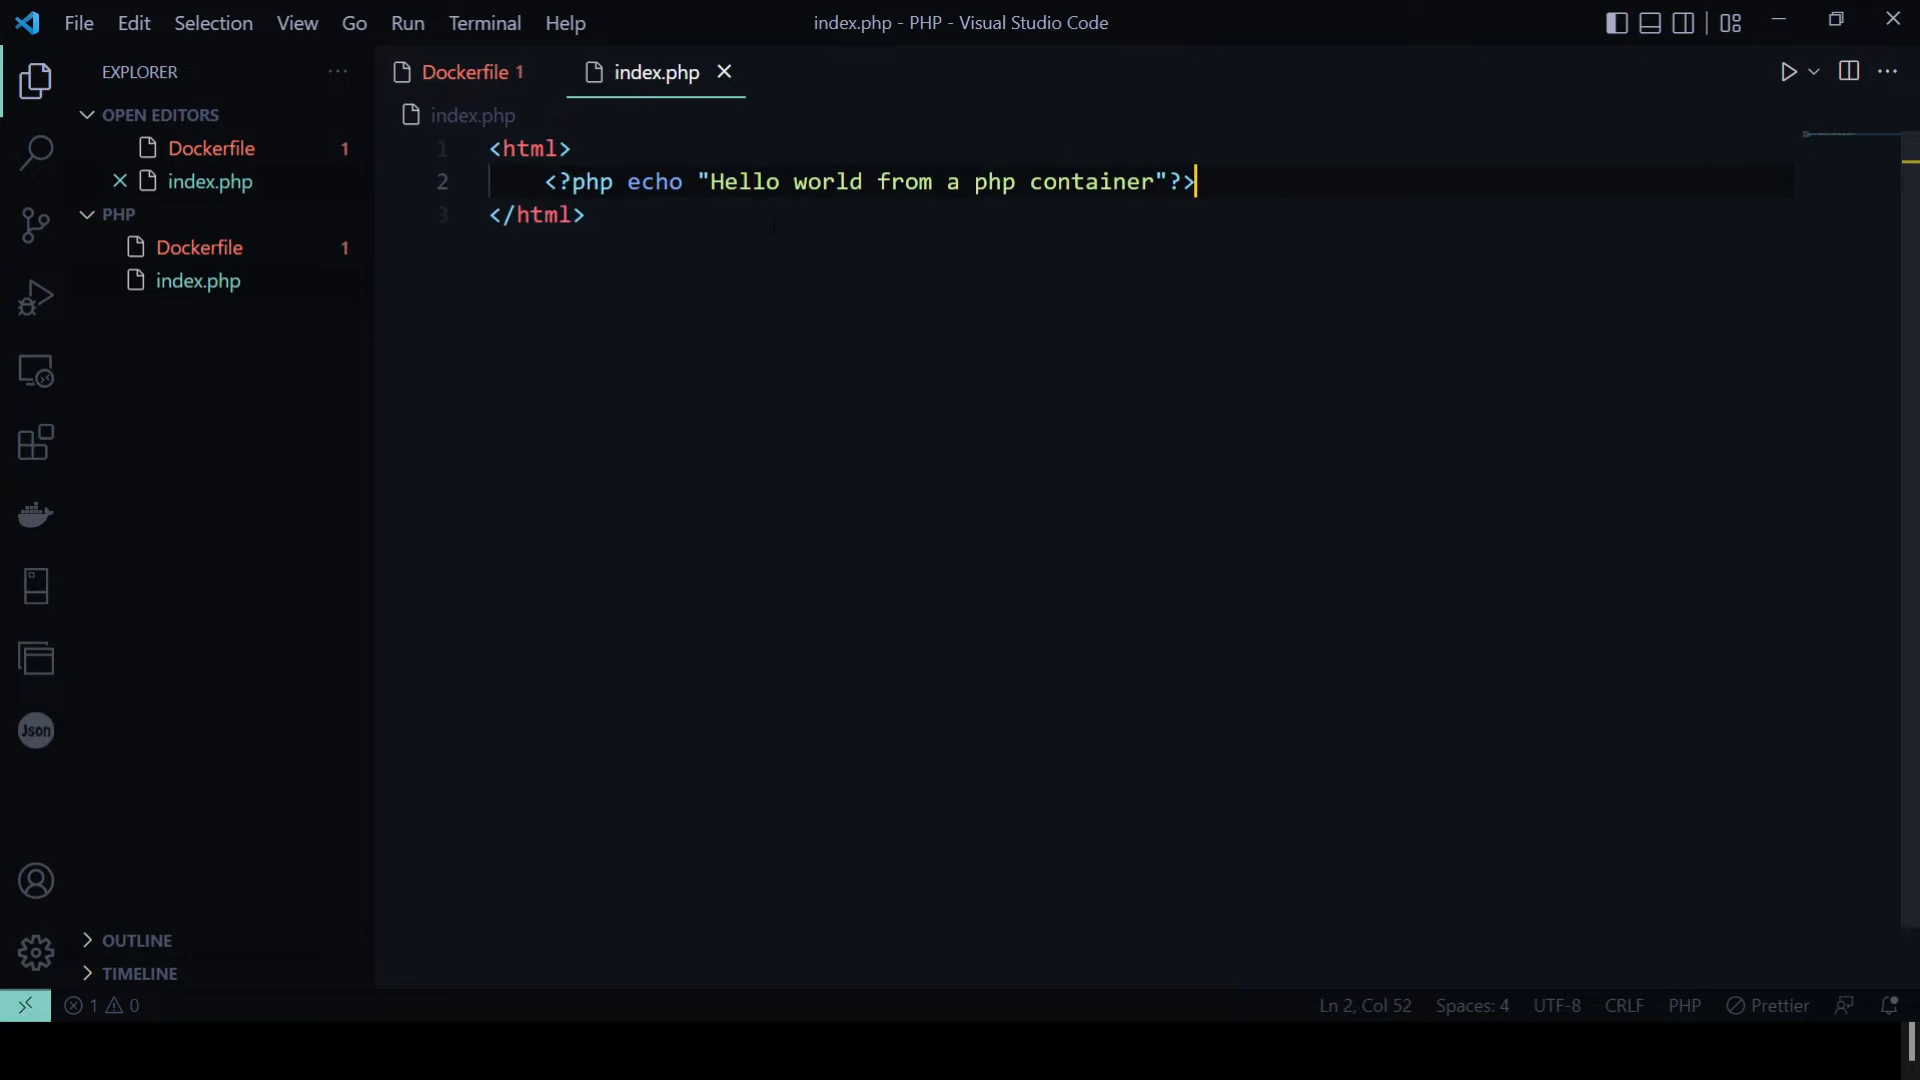 File Edit Selection View Go Run Terminal Help
index.php - PHP - Visual Studio Code
EXPLORER
OPEN EDITORS
Dockerfile 1
index.php
PHP
Dockerfile 1
index.php
OUTLINE
TIMELINE
Json
Dockerfile 1
index.php
index.php
1 <html>
2 <?php echo "Hello world from a php container"?>
3 </html>
1 0
Ln 2, Col 52 Spaces: 4 UTF-8 CRLF PHP Prettier